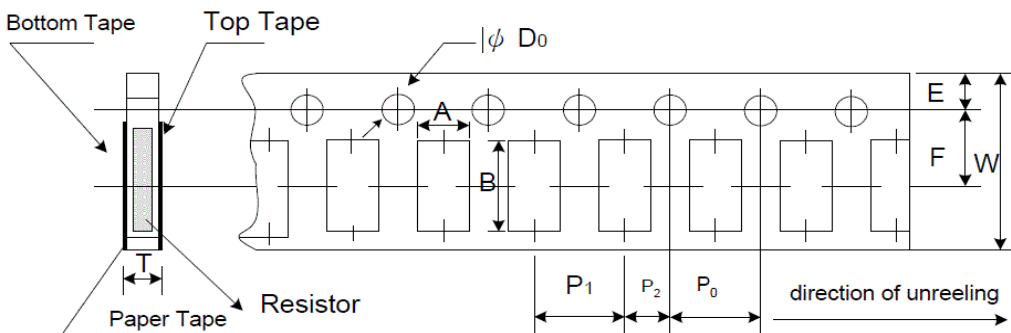 Bottom Tape
Top Tape
|ϕ D0
E
A
F
W
B
T
P1
P2
P0
Resistor
direction of unreeling
Paper Tape